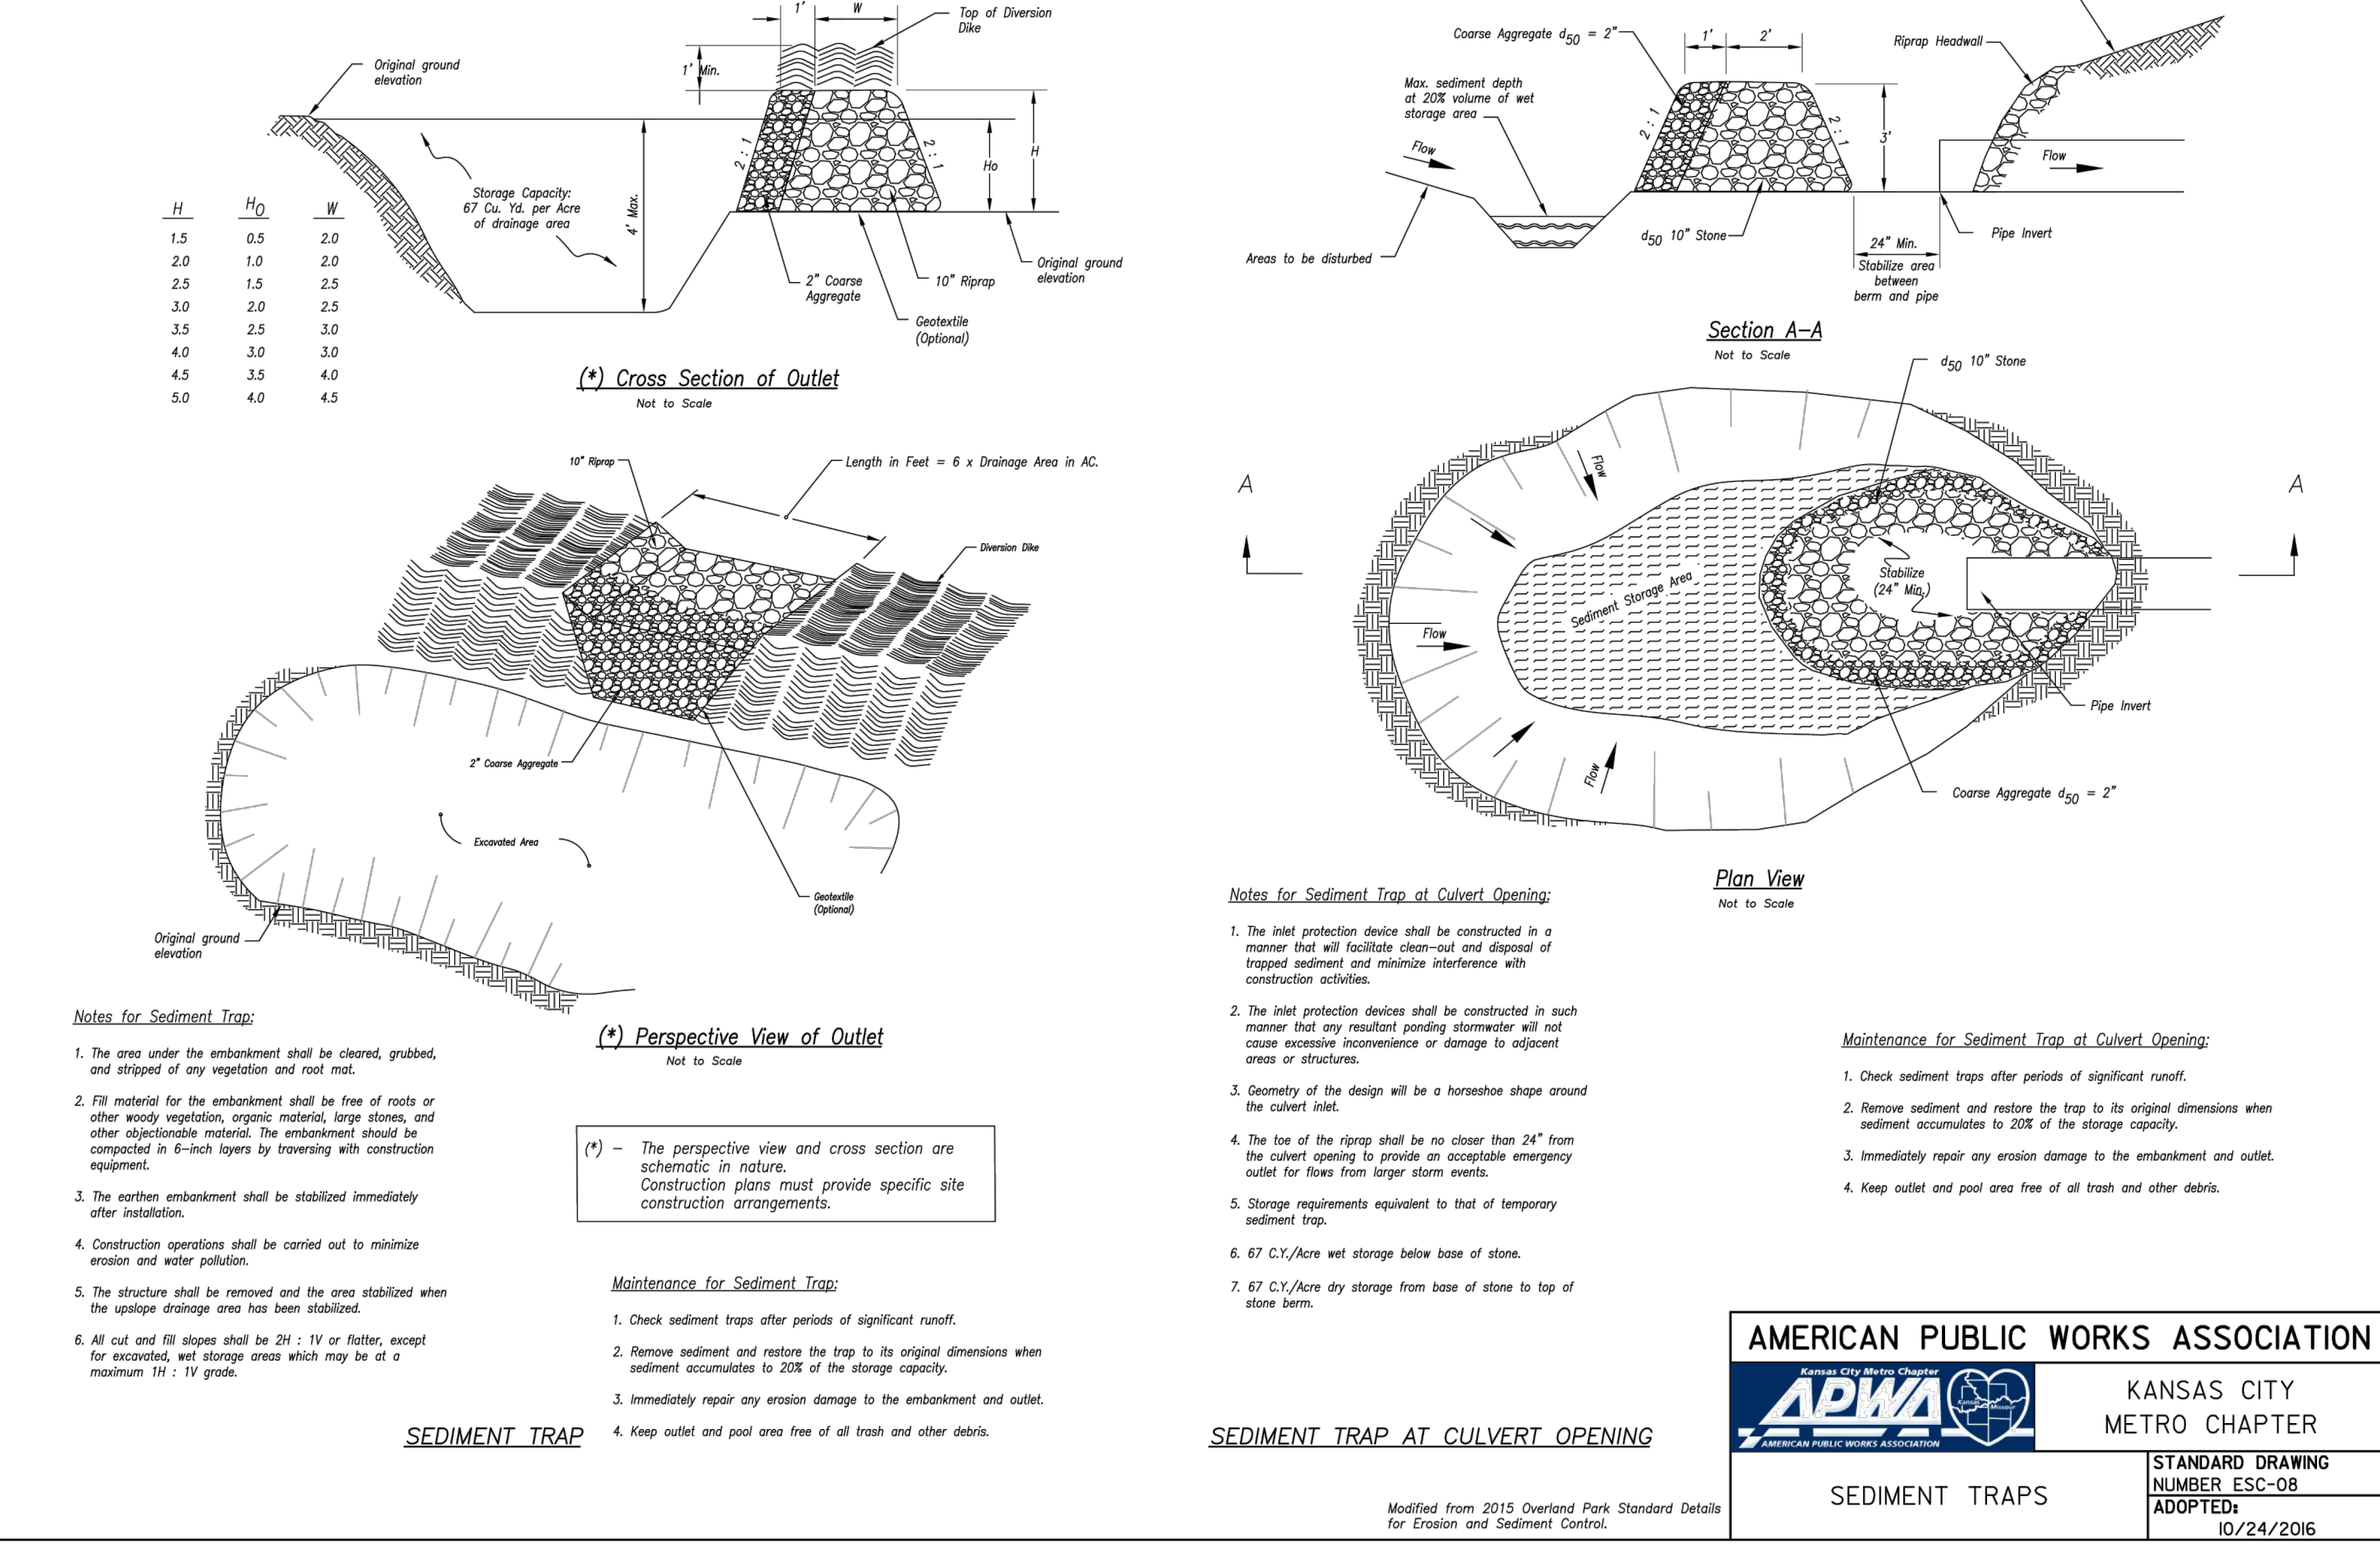 1'
W
Top of Diversion
Dike
1' Min.
Original ground
elevation
2 : 1
2 : 1
Ho
H
4' Max.
Storage Capacity:
67 Cu. Yd. per Acre
of drainage area
H HO W
1.5 0.5 2.0
2.0 1.0 2.0
2.5 1.5 2.5
3.0 2.0 2.5
3.5 2.5 3.0
4.0 3.0 3.0
4.5 3.5 4.0
5.0 4.0 4.5
2" Coarse
Aggregate
10" Riprap
Original ground
elevation
Geotextile
(Optional)
(*) Cross Section of Outlet
Not to Scale
10" Riprap
Length in Feet = 6 x Drainage Area in AC.
Diversion Dike
2" Coarse Aggregate
Excavated Area
Geotextile
(Optional)
Original ground
elevation
(*) Perspective View of Outlet
Not to Scale
Notes for Sediment Trap:
1. The area under the embankment shall be cleared, grubbed,
and stripped of any vegetation and root mat.
2. Fill material for the embankment shall be free of roots or
other woody vegetation, organic material, large stones, and
other objectionable material. The embankment should be
compacted in 6-inch layers by traversing with construction
equipment.
3. The earthen embankment shall be stabilized immediately
after installation.
4. Construction operations shall be carried out to minimize
erosion and water pollution.
5. The structure shall be removed and the area stabilized when
the upslope drainage area has been stabilized.
6. All cut and fill slopes shall be 2H : 1V or flatter, except
for excavated, wet storage areas which may be at a
maximum 1H : 1V grade.
(*) - The perspective view and cross section are
schematic in nature.
Construction plans must provide specific site
construction arrangements.
Maintenance for Sediment Trap:
1. Check sediment traps after periods of significant runoff.
2. Remove sediment and restore the trap to its original dimensions when
sediment accumulates to 20% of the storage capacity.
3. Immediately repair any erosion damage to the embankment and outlet.
4. Keep outlet and pool area free of all trash and other debris.
SEDIMENT TRAP
Coarse Aggregate d50 = 2"
1'
2'
Riprap Headwall
Max. sediment depth
at 20% volume of wet
storage area
2 : 1
2 : 1
3'
Flow
Flow
d50 10" Stone
Areas to be disturbed
Pipe Invert
24" Min.
Stabilize area
between
berm and pipe
Section A-A
Not to Scale
d50 10" Stone
A
A
Flow
Flow
Flow
Sediment Storage Area
Stabilize
(24" Min.)
Pipe Invert
Coarse Aggregate d50 = 2"
Plan View
Not to Scale
Notes for Sediment Trap at Culvert Opening:
1. The inlet protection device shall be constructed in a
manner that will facilitate clean-out and disposal of
trapped sediment and minimize interference with
construction activities.
2. The inlet protection devices shall be constructed in such
manner that any resultant ponding stormwater will not
cause excessive inconvenience or damage to adjacent
areas or structures.
3. Geometry of the design will be a horseshoe shape around
the culvert inlet.
4. The toe of the riprap shall be no closer than 24" from
the culvert opening to provide an acceptable emergency
outlet for flows from larger storm events.
5. Storage requirements equivalent to that of temporary
sediment trap.
6. 67 C.Y./Acre wet storage below base of stone.
7. 67 C.Y./Acre dry storage from base of stone to top of
stone berm.
Maintenance for Sediment Trap at Culvert Opening:
1. Check sediment traps after periods of significant runoff.
2. Remove sediment and restore the trap to its original dimensions when
sediment accumulates to 20% of the storage capacity.
3. Immediately repair any erosion damage to the embankment and outlet.
4. Keep outlet and pool area free of all trash and other debris.
SEDIMENT TRAP AT CULVERT OPENING
Modified from 2015 Overland Park Standard Details
for Erosion and Sediment Control.
AMERICAN PUBLIC WORKS ASSOCIATION
Kansas City Metro Chapter
APWA
Kansas
Missouri
AMERICAN PUBLIC WORKS ASSOCIATION
KANSAS CITY
METRO CHAPTER
SEDIMENT TRAPS
STANDARD DRAWING
NUMBER ESC-08
ADOPTED:
10/24/2016